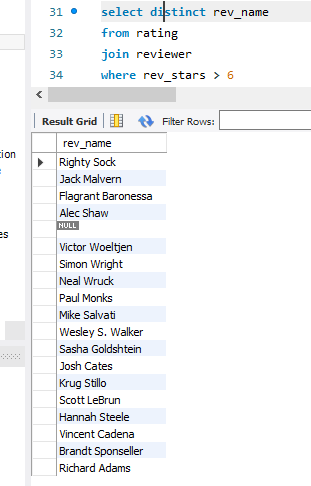 31 select distinct rev_name
32 from rating
33 join reviewer
34 where rev_stars > 6
Result Grid Filter Rows:
rev_name
Righty Sock
tion
Jack Malvern
Flagrant Baronessa
Alec Shaw
NULL
es
Victor Woeltjen
Simon Wright
Neal Wruck
Paul Monks
Mike Salvati
Wesley S. Walker
Sasha Goldshtein
Josh Cates
Krug Stillo
Scott LeBrun
Hannah Steele
Vincent Cadena
Brandt Sponseller
Richard Adams